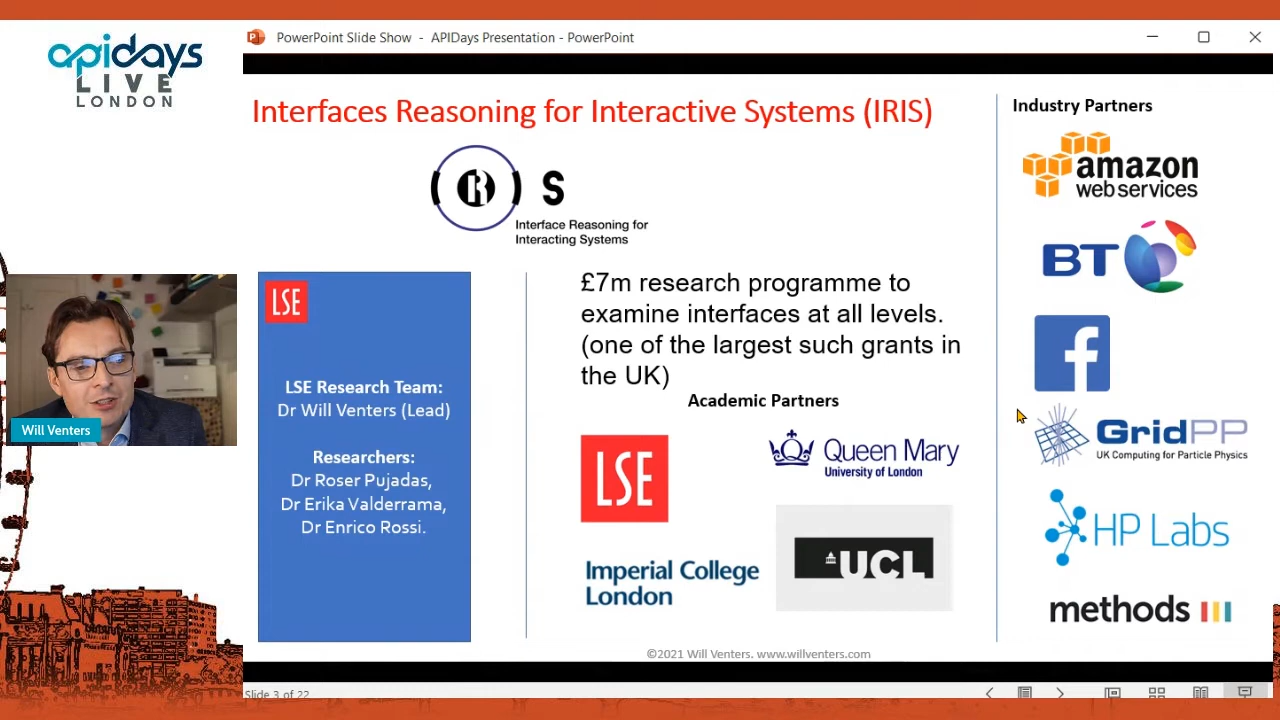 apidays
LIVE
LONDON
PowerPoint Slide Show - APIDays Presentation - PowerPoint
Interfaces Reasoning for Interactive Systems (IRIS)
IRIS
Interface Reasoning for
Interacting Systems
LSE
LSE Research Team:
Dr Will Venters (Lead)
Researchers:
Dr Roser Pujadas,
Dr Erika Valderrama,
Dr Enrico Rossi.
£7m research programme to
examine interfaces at all levels.
(one of the largest such grants in
the UK)
Academic Partners
LSE
Queen Mary
University of London
Imperial College
London
UCL
Industry Partners
amazon
web services
BT
f
GridPP
UK Computing for Particle Physics
HP Labs
methods
Will Venters
©2021 Will Venters. www.willventers.com
Slide 3 of 22